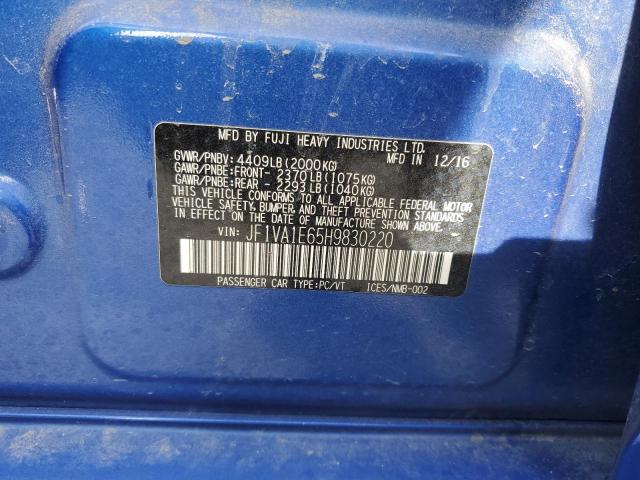 MFD BY FUJI HEAVY INDUSTRIES LTD.
GVWR/PNBV: 4409LB(2000KG) MFD IN 12/16
GAWR/PNBE:FRONT- 2370LB(1075KG)
GAWR/PNBE:REAR - 2293LB(1040KG)
THIS VEHICLE CONFORMS TO ALL APPLICABLE FEDERAL MOTOR
VEHICLE SAFETY, BUMPER, AND THEFT PREVENTION STANDARDS
IN EFFECT ON THE DATE OF MANUFACTURE SHOWN ABOVE.
VIN: JF1VA1E65H9830220
PASSENGER CAR TYPE:PC/VT ICES/NMB-002